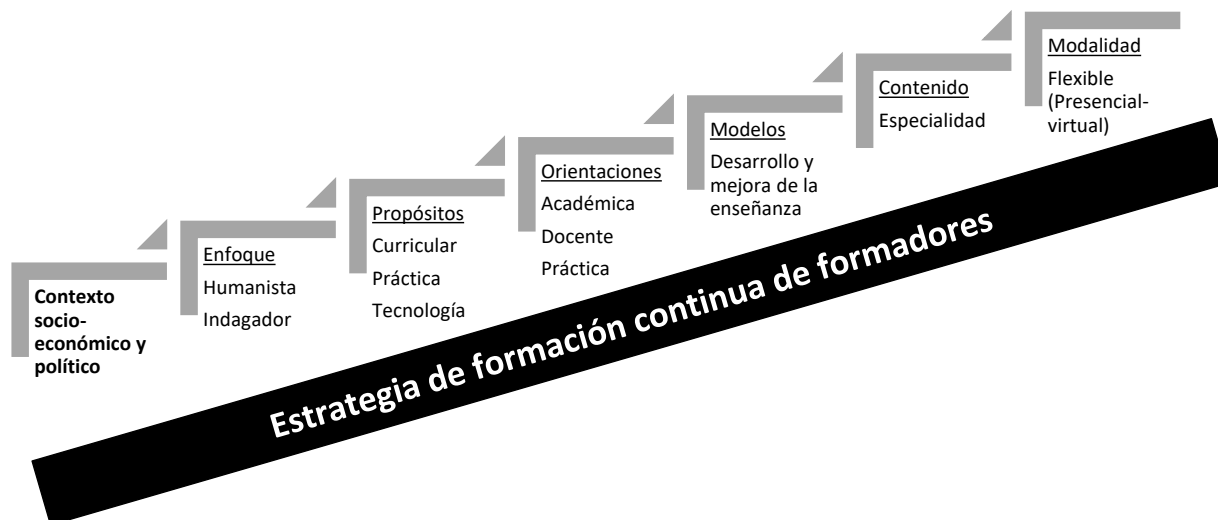 Contexto
socio-
económico y
político
Enfoque
Humanista
Indagador
Propósitos
Curricular
Práctica
Tecnología
Orientaciones
Académica
Docente
Práctica
Modelos
Desarrollo y
mejora de la
enseñanza
Contenido
Especialidad
Modalidad
Flexible
(Presencial-
virtual)
Estrategia de formación continua de formadores